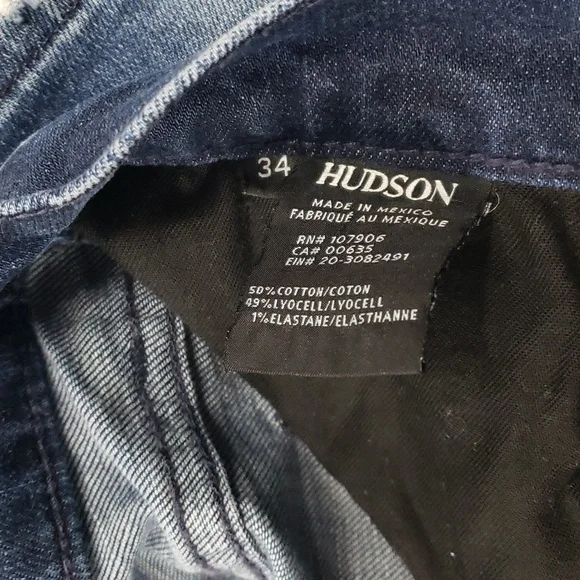 34 HUDSON
MADE IN MEXICO
FABRIQUÉ AU MEXIQUE
RN# 107906
CA# 00635
EIN# 20-3082491
50% COTTON/COTON
49% LYOCELL/LYOCELL
1% ELASTANE/ELASTHANNE